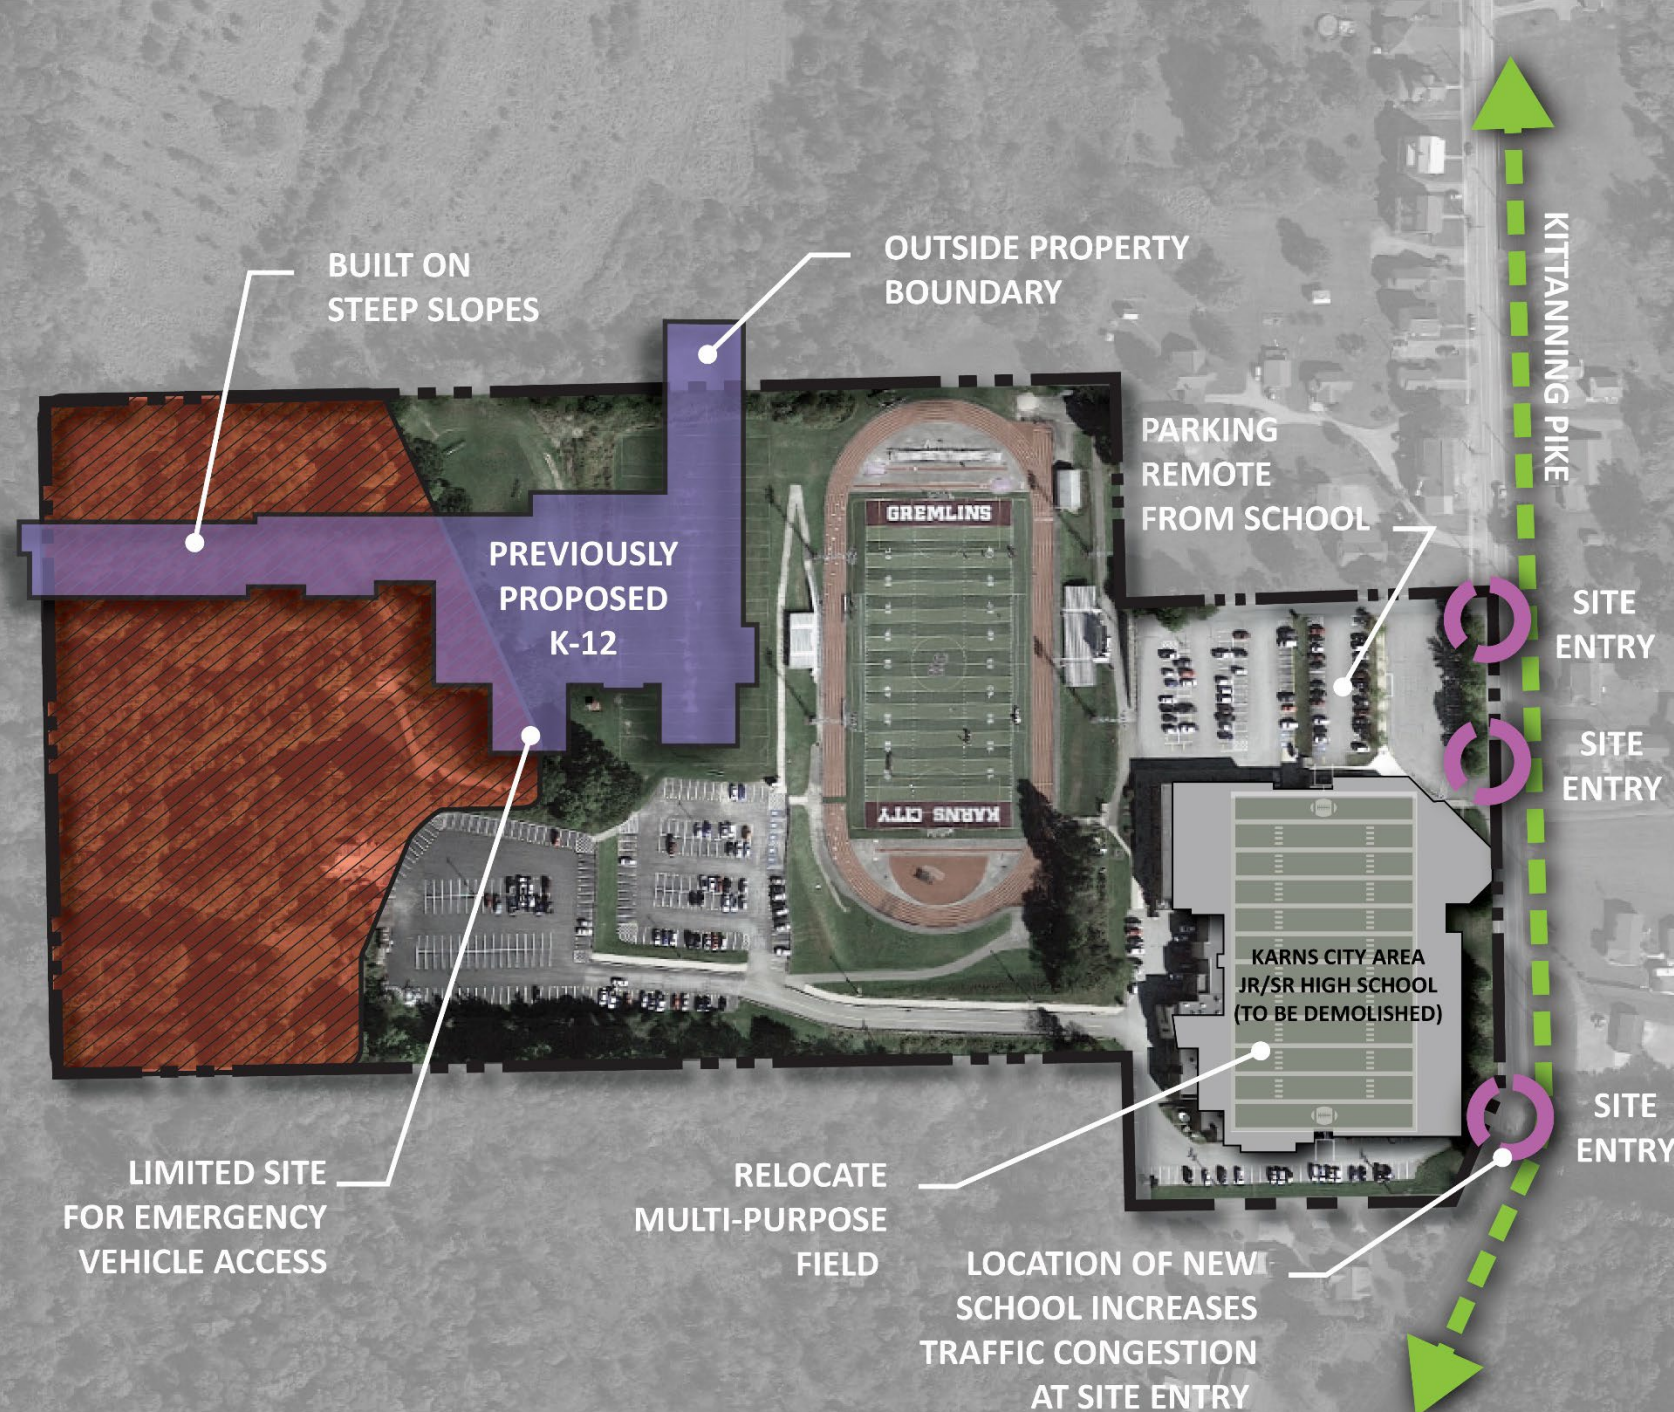 BUILT ON
STEEP SLOPES
OUTSIDE PROPERTY
BOUNDARY
KITTANNING PIKE
PARKING
REMOTE
FROM SCHOOL
GREMLINS
PREVIOUSLY
PROPOSED
K-12
SITE
ENTRY
SITE
ENTRY
KARNS CITY
KARNS CITY AREA
JR/SR HIGH SCHOOL
(TO BE DEMOLISHED)
SITE
ENTRY
LIMITED SITE
FOR EMERGENCY
VEHICLE ACCESS
RELOCATE
MULTI-PURPOSE
FIELD
LOCATION OF NEW
SCHOOL INCREASES
TRAFFIC CONGESTION
AT SITE ENTRY